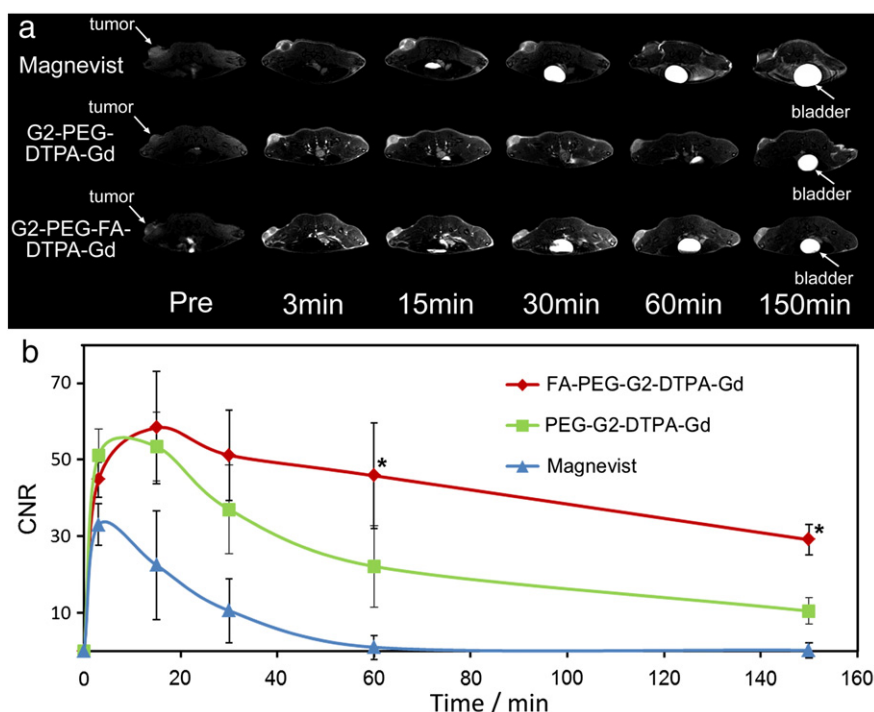 a
tumor
Magnevist
tumor
bladder
G2-PEG-
DTPA-Gd
tumor
bladder
G2-PEG-FA-
DTPA-Gd
bladder
Pre 3min 15min 30min 60min 150min
b
70
50
30
10
CNR
FA-PEG-G2-DTPA-Gd
PEG-G2-DTPA-Gd
Magnevist
*
*
0 20 40 60 80 100 120 140 160
Time / min